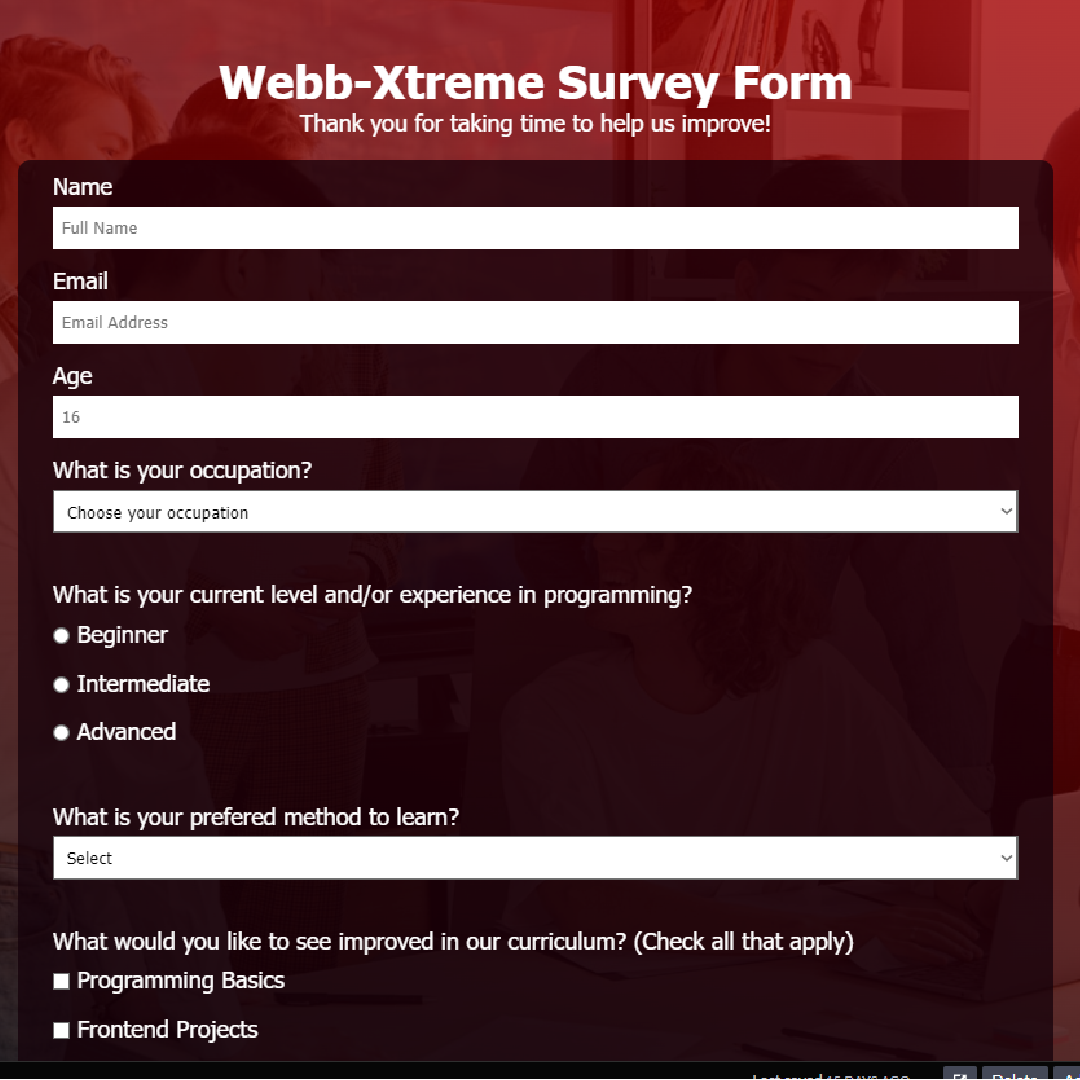 Webb-Xtreme Survey Form
Thank you for taking time to help us improve!
Name
Full Name
Email
Email Address
Age
16
What is your occupation?
Choose your occupation
What is your current level and/or experience in programming?
Beginner
Intermediate
Advanced
What is your prefered method to learn?
Select
What would you like to see improved in our curriculum? (Check all that apply)
Programming Basics
Frontend Projects
Last saved 15 DAYS AGO Delete